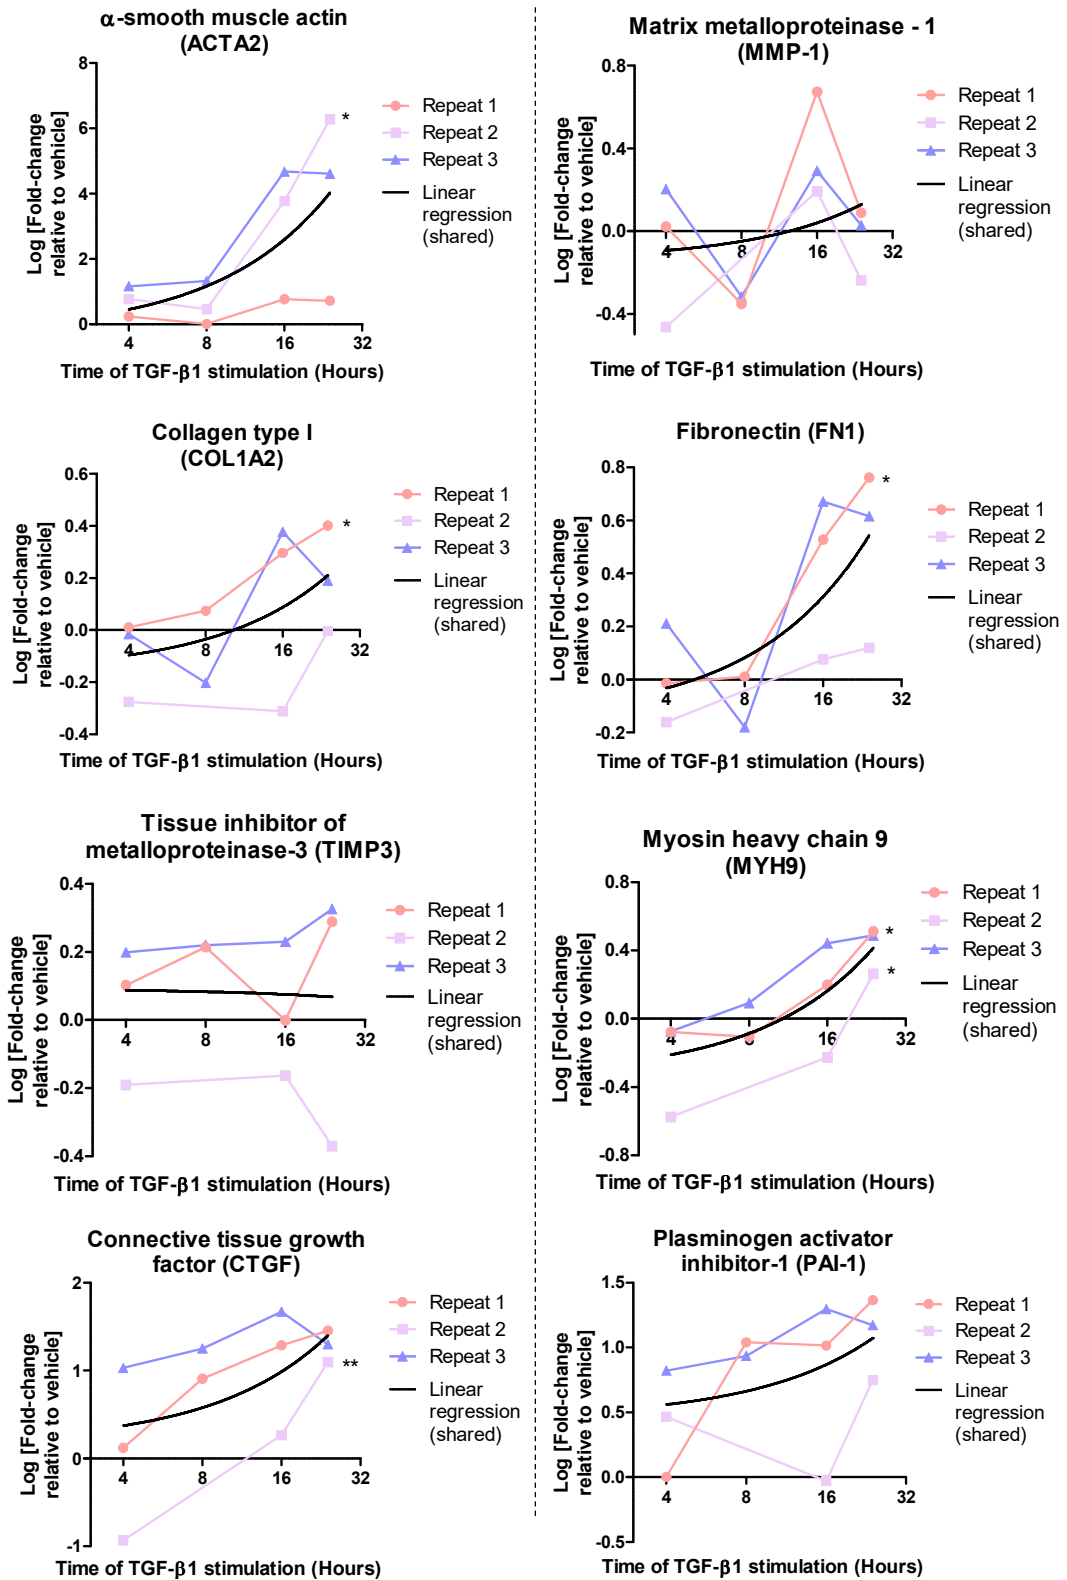 α-smooth muscle actin
(ACTA2)
8
6
4
2
0
4
8
16
32
Log [Fold-change
relative to vehicle]
Time of TGF-β1 stimulation (Hours)
*
Repeat 1
Repeat 2
Repeat 3
Linear
regression
(shared)
Matrix metalloproteinase - 1
(MMP-1)
0.8
0.4
0.0
-0.4
4
8
16
32
Log [Fold-change
relative to vehicle]
Time of TGF-β1 stimulation (Hours)
Repeat 1
Repeat 2
Repeat 3
Linear
regression
(shared)
Collagen type I
(COL1A2)
0.6
0.4
0.2
0.0
-0.2
-0.4
4
8
16
32
Log [Fold-change
relative to vehicle]
Time of TGF-β1 stimulation (Hours)
*
Repeat 1
Repeat 2
Repeat 3
Linear
regression
(shared)
Fibronectin (FN1)
0.8
0.6
0.4
0.2
0.0
-0.2
4
8
16
32
Log [Fold-change
relative to vehicle]
Time of TGF-β1 stimulation (Hours)
*
Repeat 1
Repeat 2
Repeat 3
Linear
regression
(shared)
Tissue inhibitor of
metalloproteinase-3 (TIMP3)
0.4
0.2
0.0
-0.2
-0.4
4
8
16
32
Log [Fold-change
relative to vehicle]
Time of TGF-β1 stimulation (Hours)
Repeat 1
Repeat 2
Repeat 3
Linear
regression
(shared)
Myosin heavy chain 9
(MYH9)
0.8
0.4
0.0
-0.4
-0.8
4
8
16
32
Log [Fold-change
relative to vehicle]
Time of TGF-β1 stimulation (Hours)
*
*
Repeat 1
Repeat 2
Repeat 3
Linear
regression
(shared)
Connective tissue growth
factor (CTGF)
2
1
0
-1
4
8
16
32
Log [Fold-change
relative to vehicle]
Time of TGF-β1 stimulation (Hours)
**
Repeat 1
Repeat 2
Repeat 3
Linear
regression
(shared)
Plasminogen activator
inhibitor-1 (PAI-1)
1.5
1.0
0.5
0.0
-0.5
4
8
16
32
Log [Fold-change
relative to vehicle]
Time of TGF-β1 stimulation (Hours)
Repeat 1
Repeat 2
Repeat 3
Linear
regression
(shared)